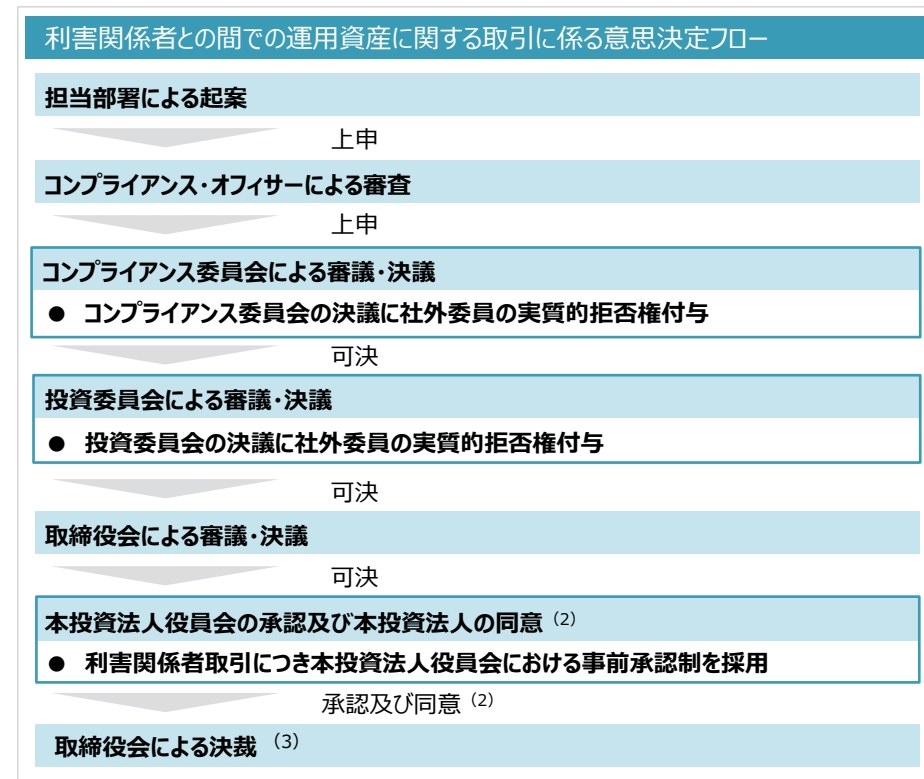 利害関係者との間での運用資産に関する取引に係る意思決定フロー
担当部署による起案
上申
コンプライアンス・オフィサーによる審査
上申
コンプライアンス委員会による審議・決議
● コンプライアンス委員会の決議に社外委員の実質的拒否権付与
可決
投資委員会による審議・決議
● 投資委員会の決議に社外委員の実質的拒否権付与
可決
取締役会による審議・決議
可決
本投資法人役員会の承認及び本投資法人の同意 (2)
● 利害関係者取引につき本投資法人役員会における事前承認制を採用
承認及び同意 (2)
取締役会による決裁 (3)